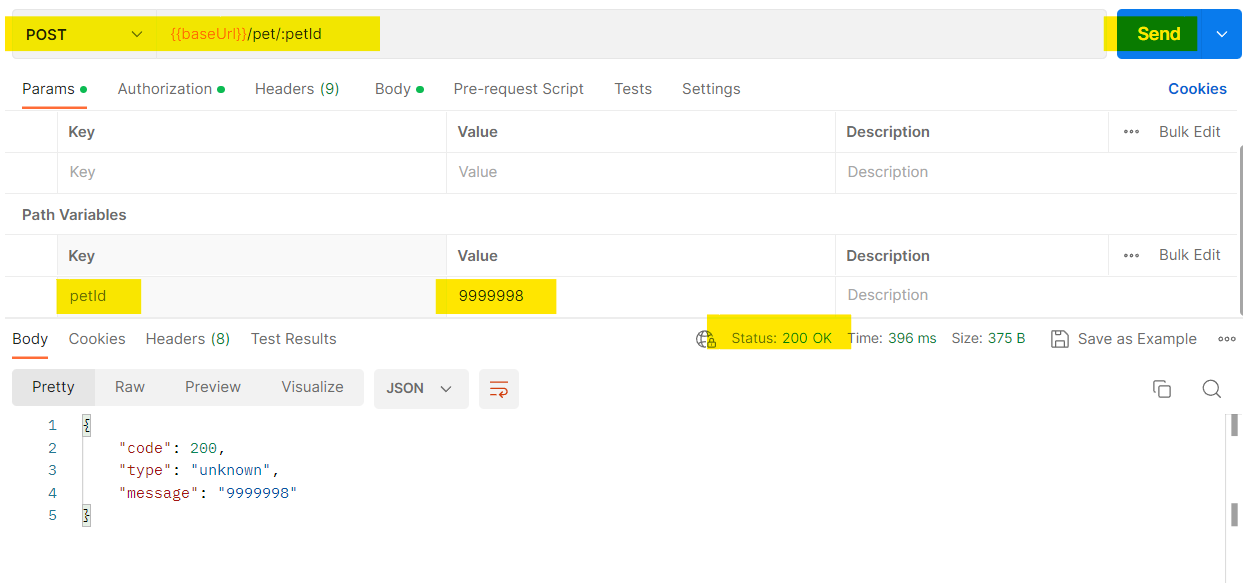 POST {{baseUrl}}/pet/:petId Send
Params Authorization Headers (9) Body Pre-request Script Tests Settings Cookies
Key Value Description Bulk Edit
Key Value Description
Path Variables
Key Value Description Bulk Edit
petId 9999998 Description
Body Cookies Headers (8) Test Results Status: 200 OK Time: 396 ms Size: 375 B Save as Example
Pretty Raw Preview Visualize JSON
1 {
2 "code": 200,
3 "type": "unknown",
4 "message": "9999998"
5 }